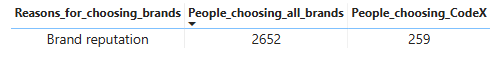 Reasons_for_choosing_brands People_choosing_all_brands People_choosing_CodeX
Brand reputation 2652 259